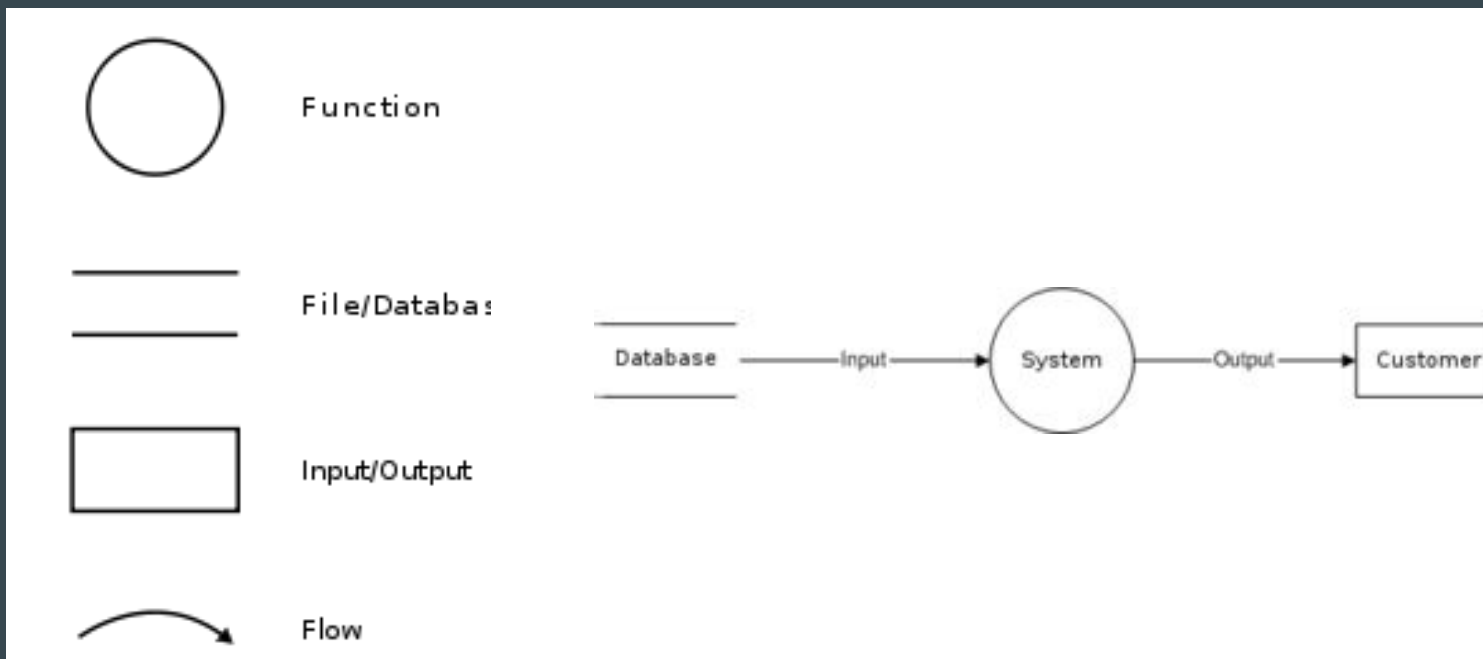 Function
File/Databas
Input/Output
Flow
Database
Input
System
Output
Customer